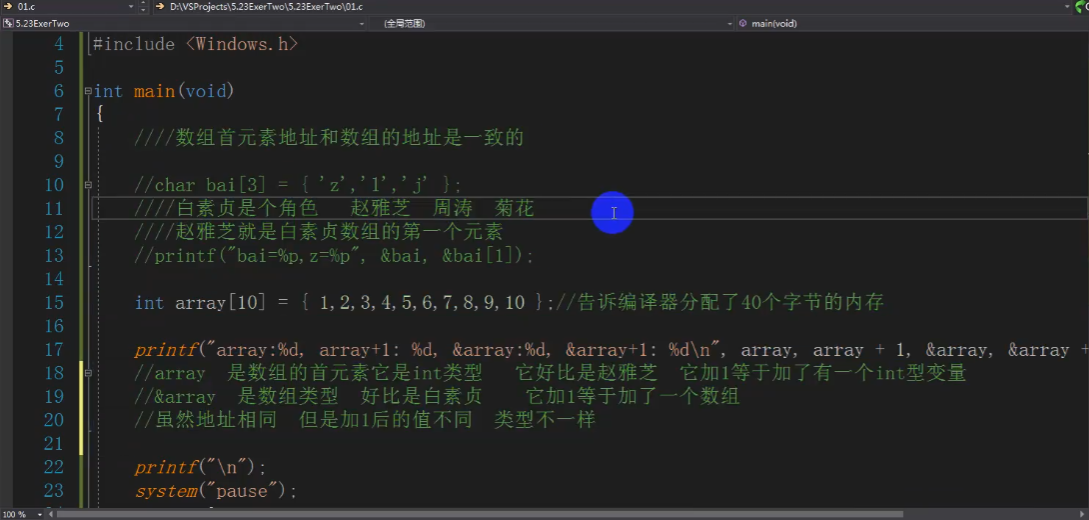 01.c D:\VSProjects\5.23ExerTwo\5.23ExerTwo\01.c
5.23ExerTwo (全局范围) main(void)
4 #include <Windows.h>
5
6 int main(void)
7 {
8 ////数组首元素地址和数组的地址是一致的
9
10 //char bai[3] = { 'z','l','j' };
11 ////白素贞是个角色 赵雅芝 周涛 菊花
12 ////赵雅芝就是白素贞数组的第一个元素
13 //printf("bai=%p,z=%p", &bai, &bai[1]);
14
15 int array[10] = { 1,2,3,4,5,6,7,8,9,10 };//告诉编译器分配了40个字节的内存
16
17 printf("array:%d, array+1: %d, &array:%d, &array+1: %d\n", array, array + 1, &array, &array +
18 //array 是数组的首元素它是int类型 它好比是赵雅芝 它加1等于加了有一个int型变量
19 //&array 是数组类型 好比是白素贞 它加1等于加了一个数组
20 //虽然地址相同 但是加1后的值不同 类型不一样
21
22 printf("\n");
23 system("pause");
100 %